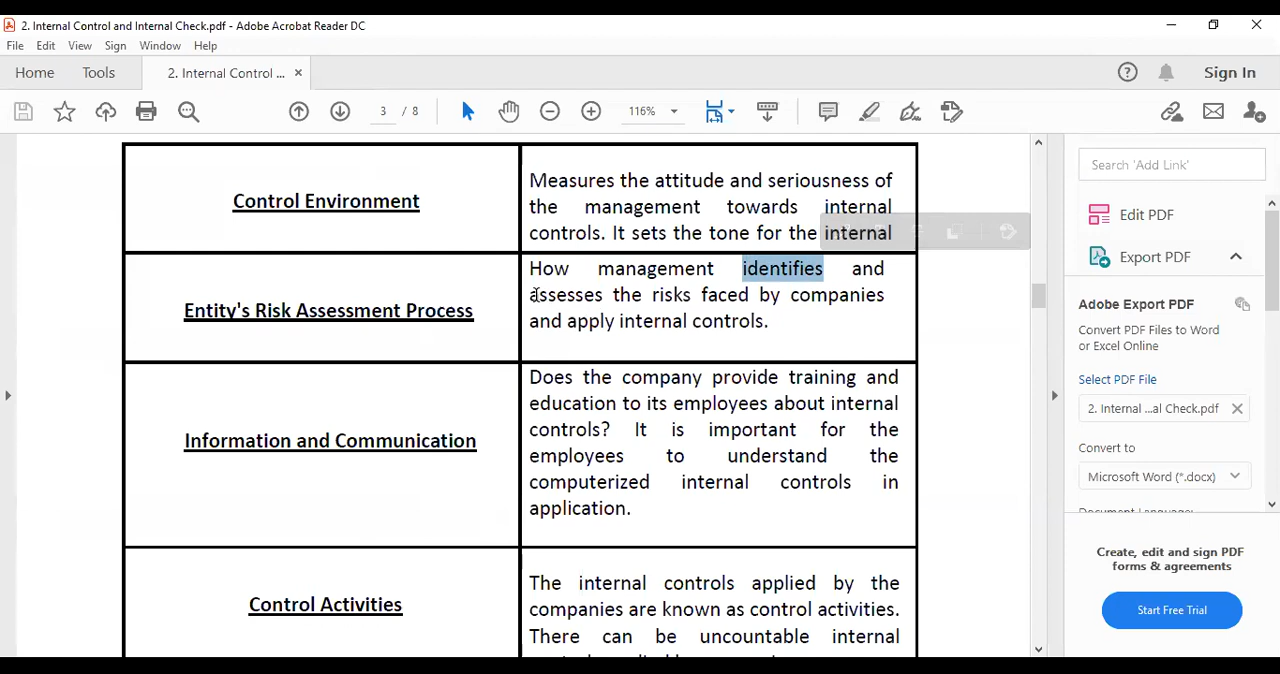 2. Internal Control and Internal Check.pdf - Adobe Acrobat Reader DC
File Edit View Sign Window Help
Home Tools 2. Internal Control ... × Sign In
3 / 8 116%
Control Environment
Measures the attitude and seriousness of
the management towards internal
controls. It sets the tone for the internal
Entity's Risk Assessment Process
How management identifies and
assesses the risks faced by companies
and apply internal controls.
Information and Communication
Does the company provide training and
education to its employees about internal
controls? It is important for the
employees to understand the
computerized internal controls in
application.
Control Activities
The internal controls applied by the
companies are known as control activities.
There can be uncountable internal
Search 'Add Link'
Edit PDF
Export PDF
Adobe Export PDF
Convert PDF Files to Word
or Excel Online
Select PDF File
2. Internal ...al Check.pdf
Convert to
Microsoft Word (*.docx)
Document Language:
Create, edit and sign PDF
forms & agreements
Start Free Trial